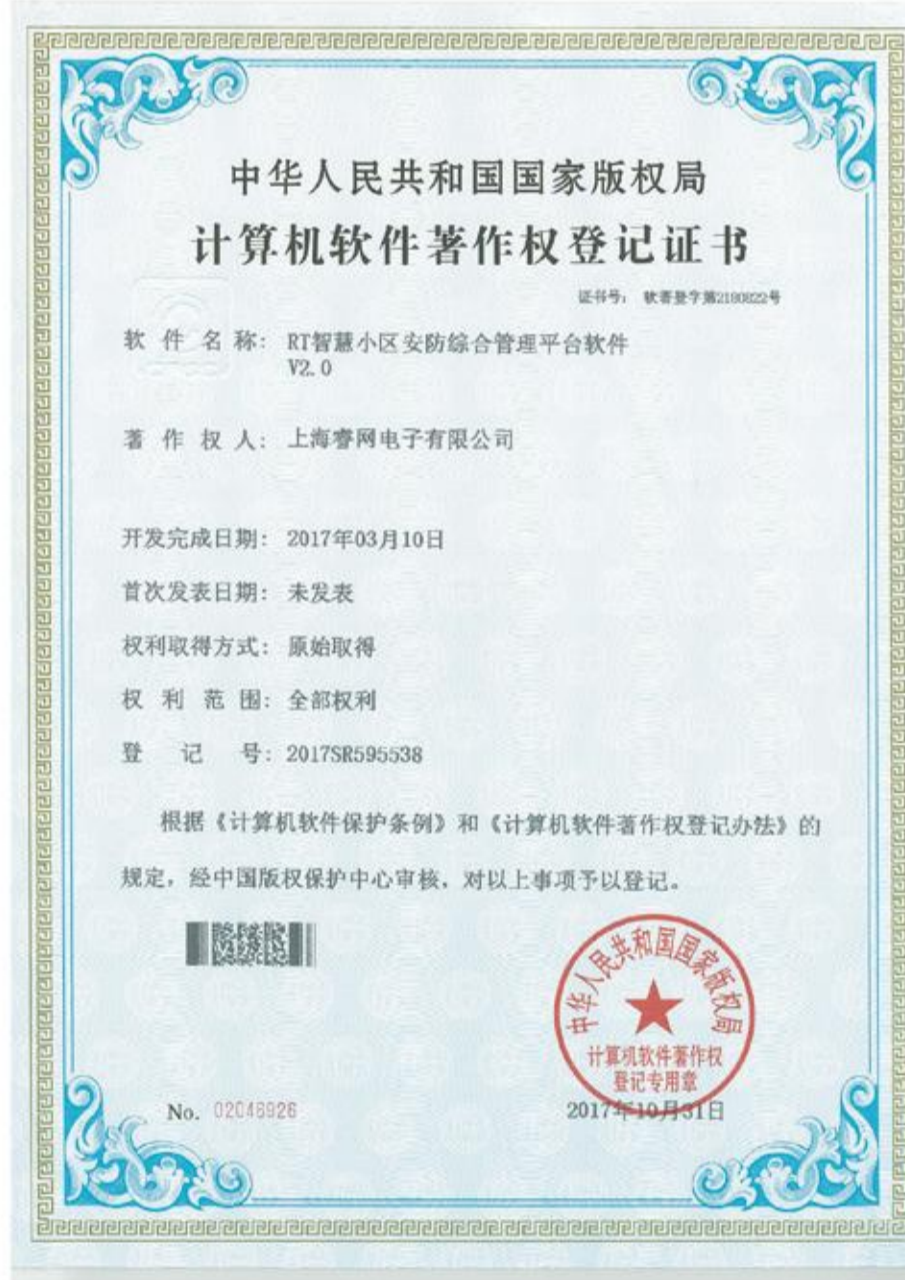 中华人民共和国国家版权局
计算机软件著作权登记证书
证书号： 软著登字第2180822号
软件名称： RT智慧小区安防综合管理平台软件
V2.0
著作权人： 上海睿网电子有限公司
开发完成日期： 2017年03月10日
首次发表日期： 未发表
权利取得方式： 原始取得
权利范围： 全部权利
登记号： 2017SR595538
根据《计算机软件保护条例》和《计算机软件著作权登记办法》的
规定，经中国版权保护中心审核，对以上事项予以登记。
中华人民共和国国家版权局
计算机软件著作权
登记专用章
No. 02046926
2017年10月31日